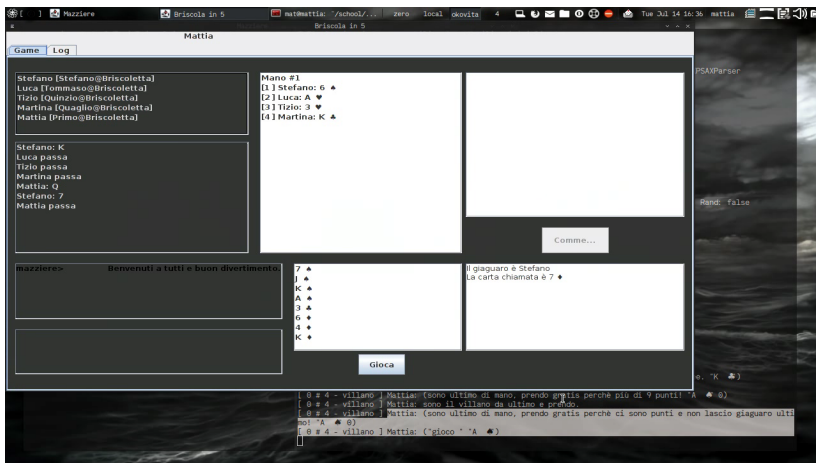 [ ] Mazziere Briscola in 5 mat@mattia: ~/school/... zero local okovita 4 Tue Jul 14 16:36 mattia
Briscola in 5
Mattia
Game Log
Stefano [Stefano@Briscoletta]
Luca [Tommaso@Briscoletta]
Tizio [Quinzio@Briscoletta]
Martina [Quaglio@Briscoletta]
Mattia [Primo@Briscoletta]
Mano #1
[1] Stefano: 6 ♠
[2] Luca: A ♥
[3] Tizio: 3 ♥
[4] Martina: K ♣
PSAXParser
Stefano: K
Luca passa
Tizio passa
Martina passa
Mattia: Q
Stefano: 7
Mattia passa
Rand: false
Comme...
mazziere> Benvenuti a tutti e buon divertimento.
7 ♠
J ♠
K ♠
A ♠
3 ♣
6 ♦
4 ♦
K ♦
Il giaguaro è Stefano
La carta chiamata è 7 ♦
Gioca
e. "K ♣)
[ 0 # 4 - villano ] Mattia: (sono ultimo di mano, prendo gratis perchè più di 9 punti! "A ♠ 0)
[ 0 # 4 - villano ] Mattia: sono il villano da ultimo e prendo.
[ 0 # 4 - villano ] Mattia: (sono ultimo di mano, prendo gratis perchè ci sono punti e non lascio giaguaro ulti
mo! "A ♠ 0)
[ 0 # 4 - villano ] Mattia: ("gioco " "A ♠)